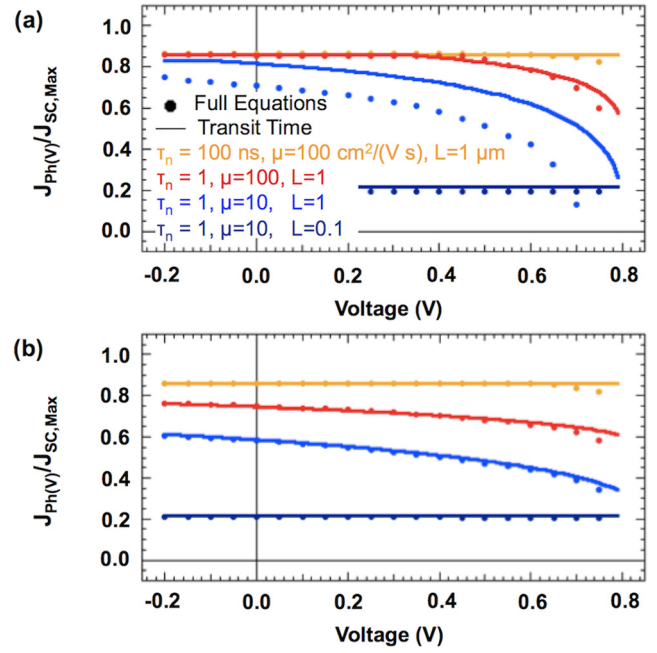 (a)
1.0
0.8
0.6
0.4
0.2
0.0
J_Ph(V)/J_SC,Max
Full Equations
Transit Time
τn = 100 ns, μ=100 cm²/(V s), L=1 μm
τn = 1, μ=100, L=1
τn = 1, μ=10, L=1
τn = 1, μ=10, L=0.1
-0.2 0.0 0.2 0.4 0.6 0.8
Voltage (V)
(b)
1.0
0.8
0.6
0.4
0.2
0.0
J_Ph(V)/J_SC,Max
-0.2 0.0 0.2 0.4 0.6 0.8
Voltage (V)